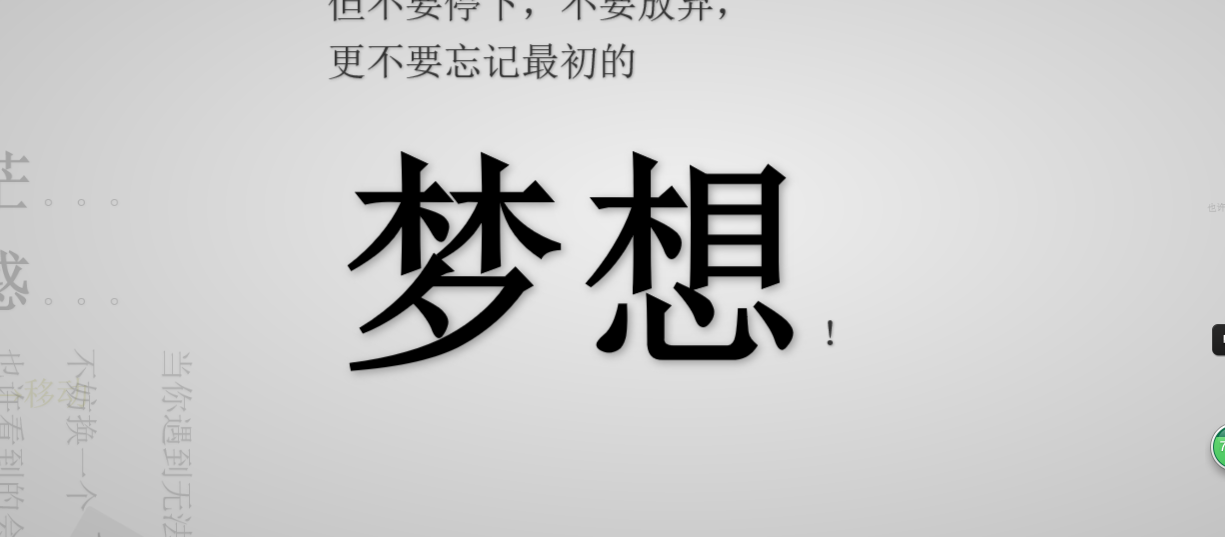 但不要停下，不要放弃，
更不要忘记最初的
梦想！
茫。。。
惑。。。
当你遇到无法
不妨换一个
也许看到的会
移动
也许